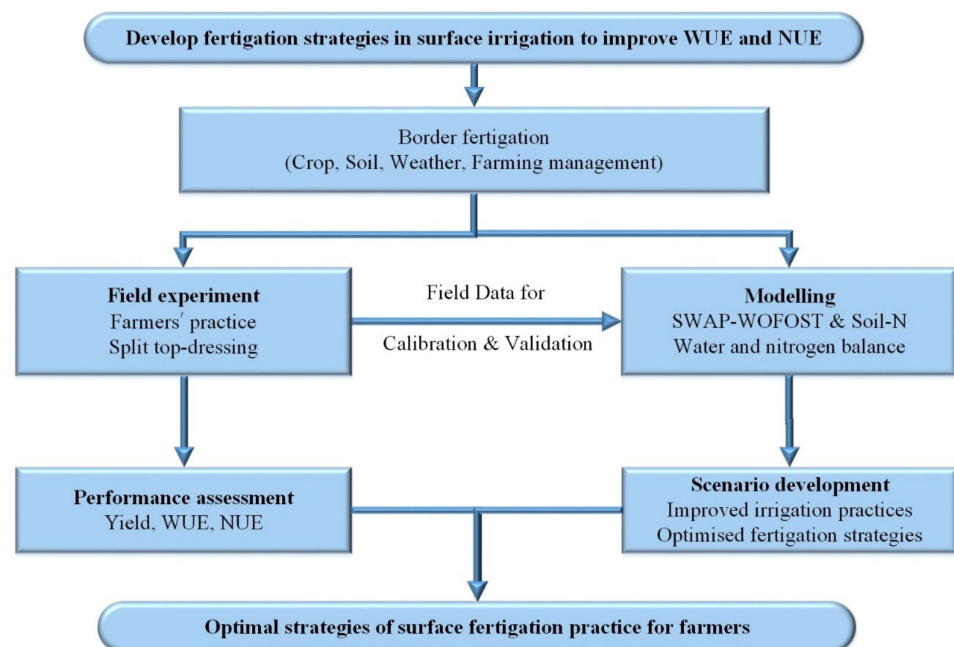 Develop fertigation strategies in surface irrigation to improve WUE and NUE
Border fertigation
(Crop, Soil, Weather, Farming management)
Field experiment
Farmers' practice
Split top-dressing
Field Data for
Calibration & Validation
Modelling
SWAP-WOFOST & Soil-N
Water and nitrogen balance
Performance assessment
Yield, WUE, NUE
Scenario development
Improved irrigation practices
Optimised fertigation strategies
Optimal strategies of surface fertigation practice for farmers